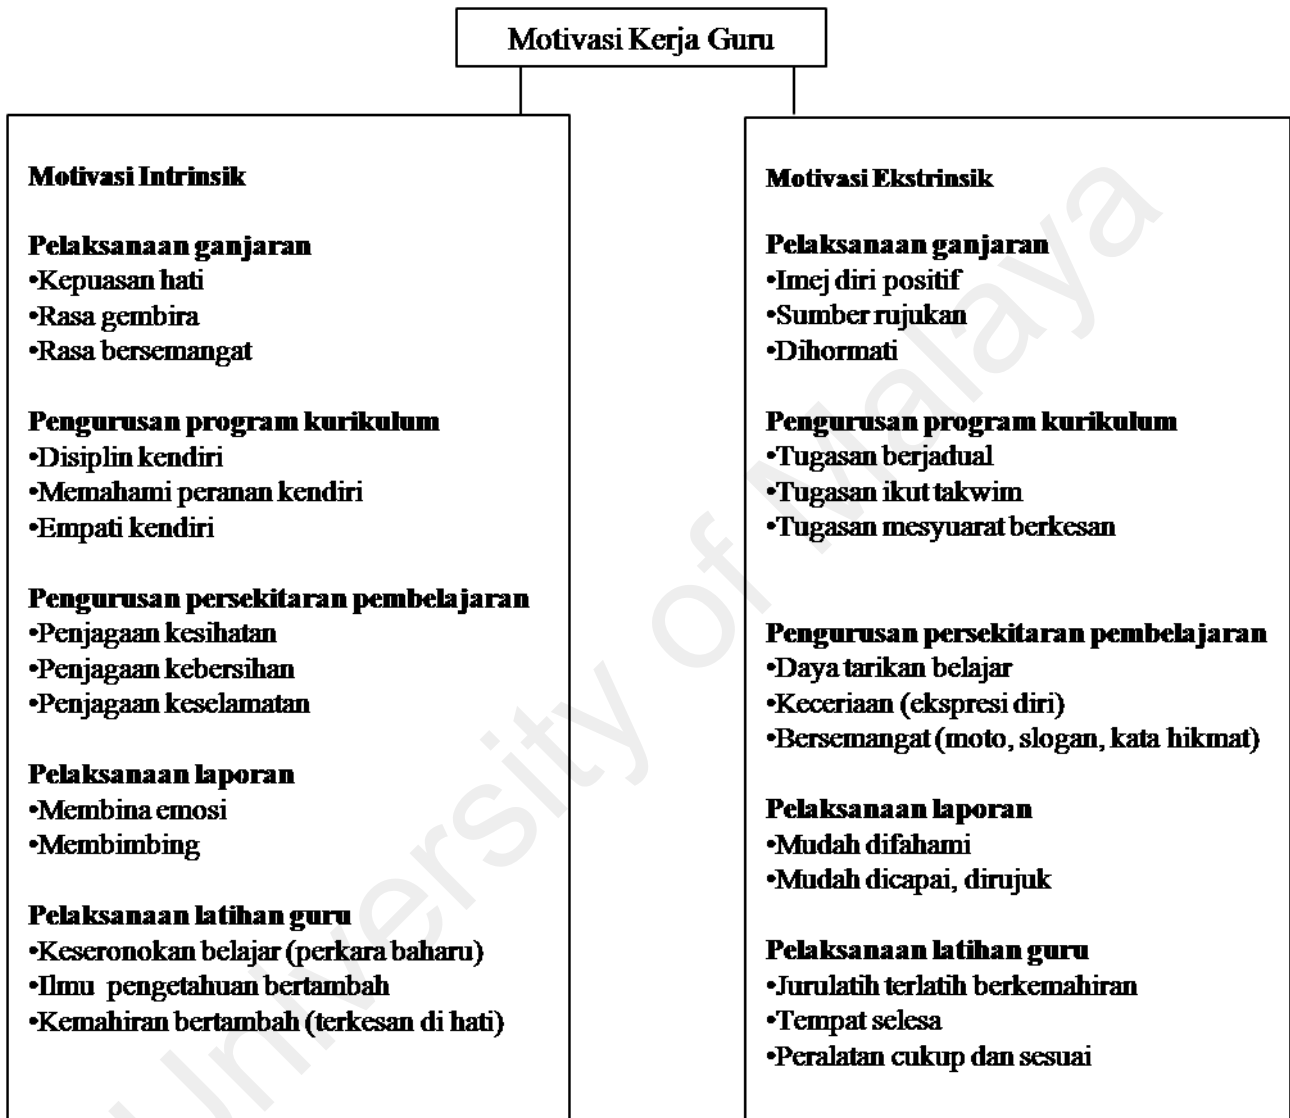 Motivasi Kerja Guru
Motivasi Intrinsik
Pelaksanaan ganjaran
•Kepuasan hati
•Rasa gembira
•Rasa bersemangat
Pengurusan program kurikulum
•Disiplin kendiri
•Memahami peranan kendiri
•Empati kendiri
Pengurusan persekitaran pembelajaran
•Penjagaan kesihatan
•Penjagaan kebersihan
•Penjagaan keselamatan
Pelaksanaan laporan
•Membina emosi
•Membimbing
Pelaksanaan latihan guru
•Keseronokan belajar (perkara baharu)
•Ilmu pengetahuan bertambah
•Kemahiran bertambah (terkesan di hati)
Motivasi Ekstrinsik
Pelaksanaan ganjaran
•Imej diri positif
•Sumber rujukan
•Dihormati
Pengurusan program kurikulum
•Tugasan berjadual
•Tugasan ikut takwim
•Tugasan mesyuarat berkesan
Pengurusan persekitaran pembelajaran
•Daya tarikan belajar
•Keceriaan (ekspresi diri)
•Bersemangat (moto, slogan, kata hikmat)
Pelaksanaan laporan
•Mudah difahami
•Mudah dicapai, dirujuk
Pelaksanaan latihan guru
•Jurulatih terlatih berkemahiran
•Tempat selesa
•Peralatan cukup dan sesuai
University of Malaya